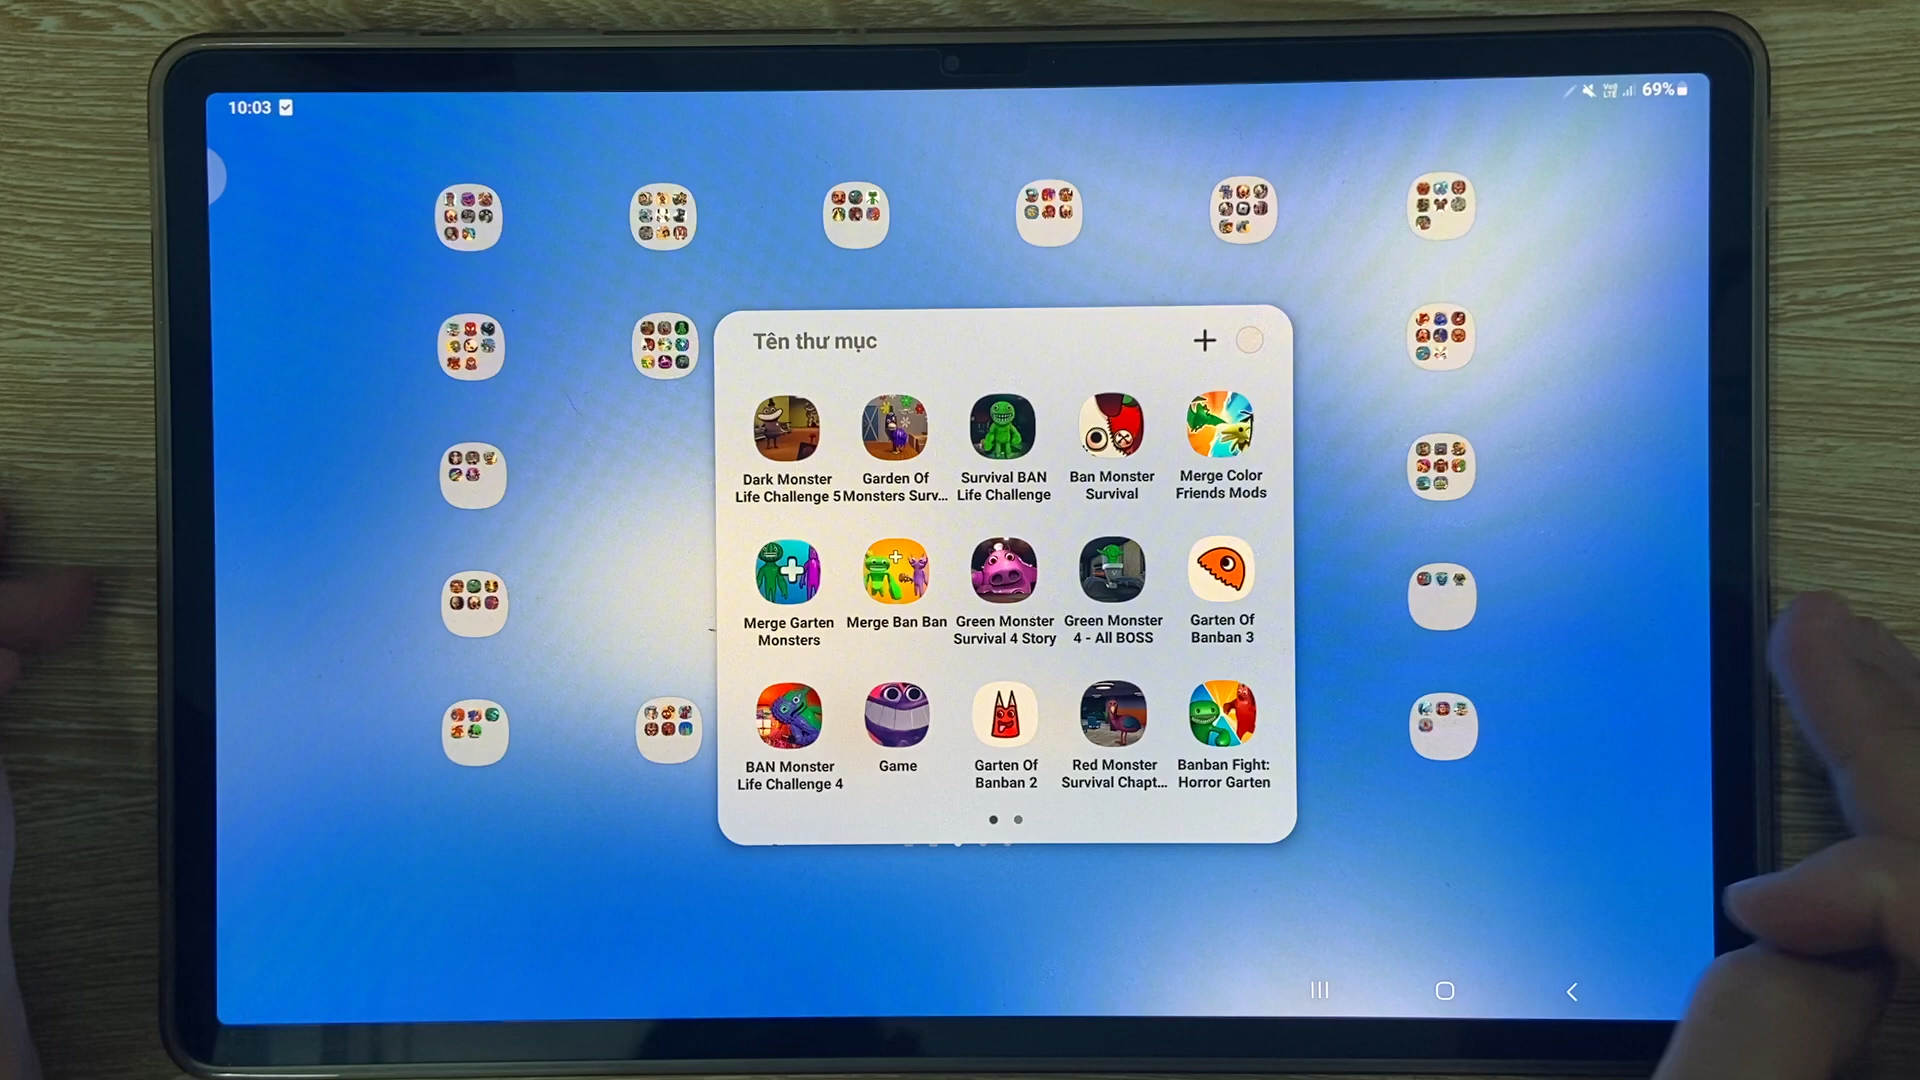 10:03
Vo))
LTE
69%
Tên thư mục
Dark Monster
Life Challenge 5
Garden Of
Monsters Surv...
Survival BAN
Life Challenge
Ban Monster
Survival
Merge Color
Friends Mods
Merge Garten
Monsters
Merge Ban Ban
Green Monster
Survival 4 Story
Green Monster
4 - All BOSS
Garten Of
Banban 3
BAN Monster
Life Challenge 4
Game
Garten Of
Banban 2
Red Monster
Survival Chapt...
Banban Fight:
Horror Garten